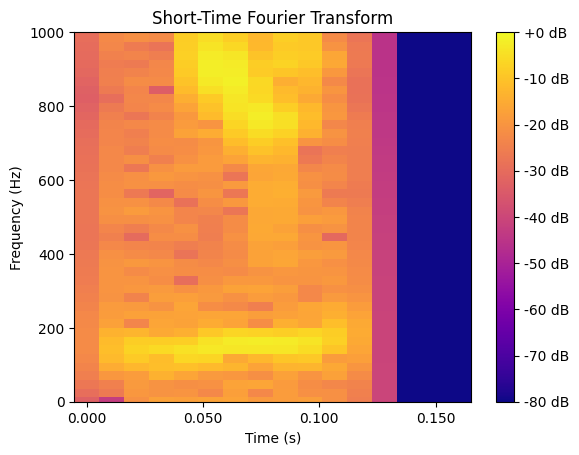 Short-Time Fourier Transform
Frequency (Hz)
1000
800
600
400
200
0
0.000
0.050
0.100
0.150
Time (s)
+0 dB
-10 dB
-20 dB
-30 dB
-40 dB
-50 dB
-60 dB
-70 dB
-80 dB